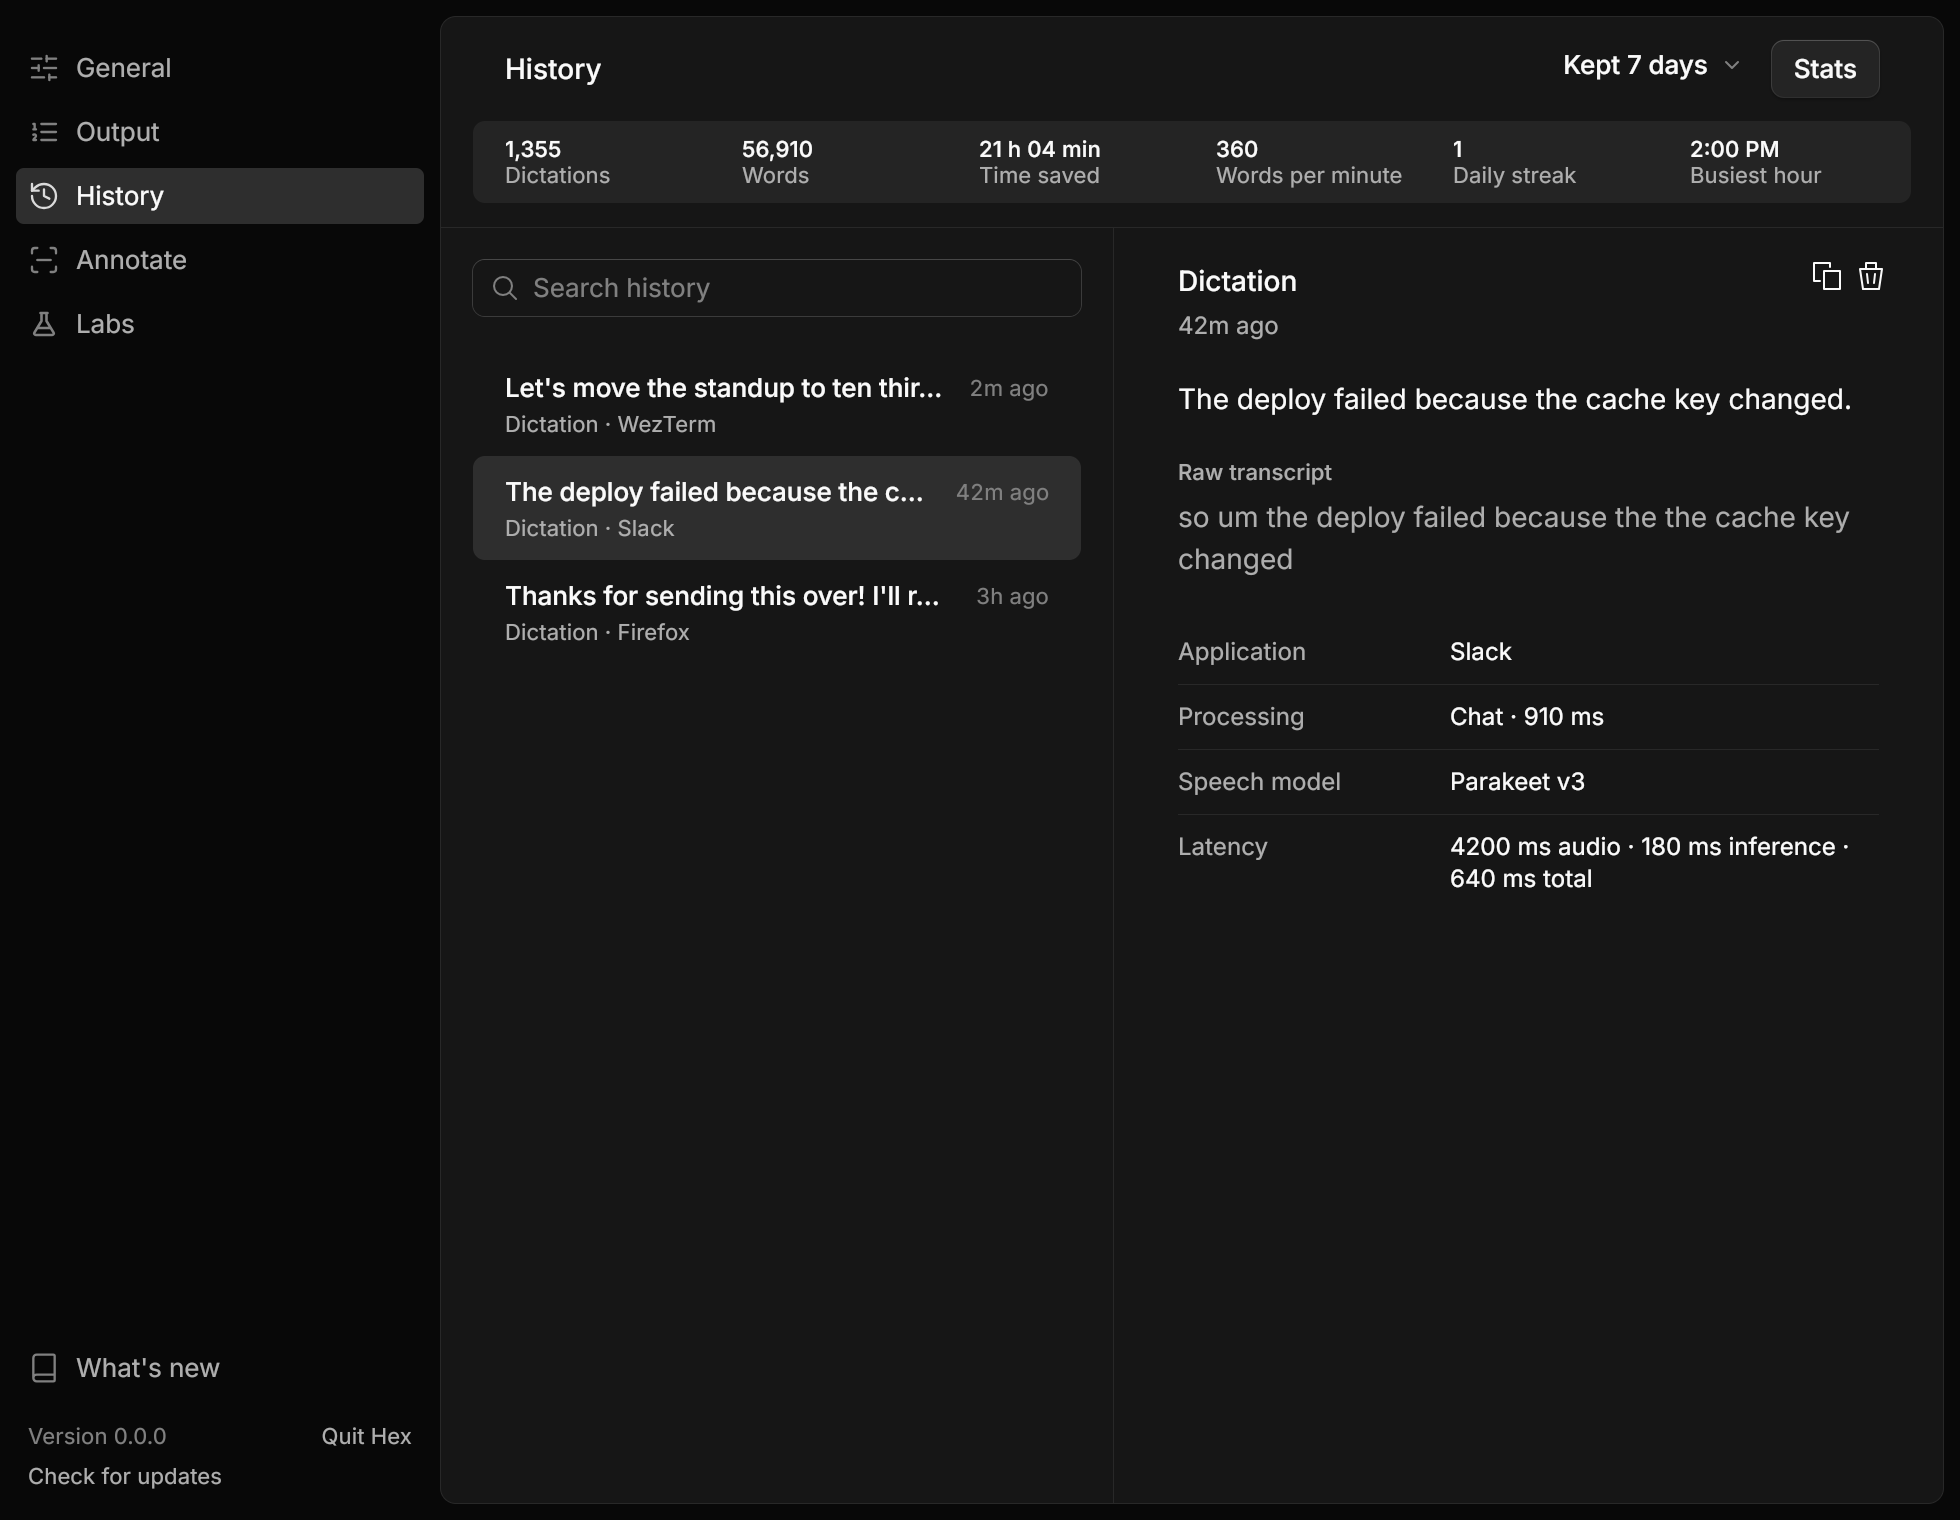 General
Output
History
Annotate
Labs
What's new
Version 0.0.0
Quit Hex
Check for updates
History
Kept 7 days
Stats
1,355
Dictations
56,910
Words
21 h 04 min
Time saved
360
Words per minute
1
Daily streak
2:00 PM
Busiest hour
Search history
Let's move the standup to ten thir... 2m ago
Dictation · WezTerm
The deploy failed because the c... 42m ago
Dictation · Slack
Thanks for sending this over! I'll r... 3h ago
Dictation · Firefox
Dictation
42m ago
The deploy failed because the cache key changed.
Raw transcript
so um the deploy failed because the the cache key
changed
Application Slack
Processing Chat · 910 ms
Speech model Parakeet v3
Latency 4200 ms audio · 180 ms inference ·
640 ms total